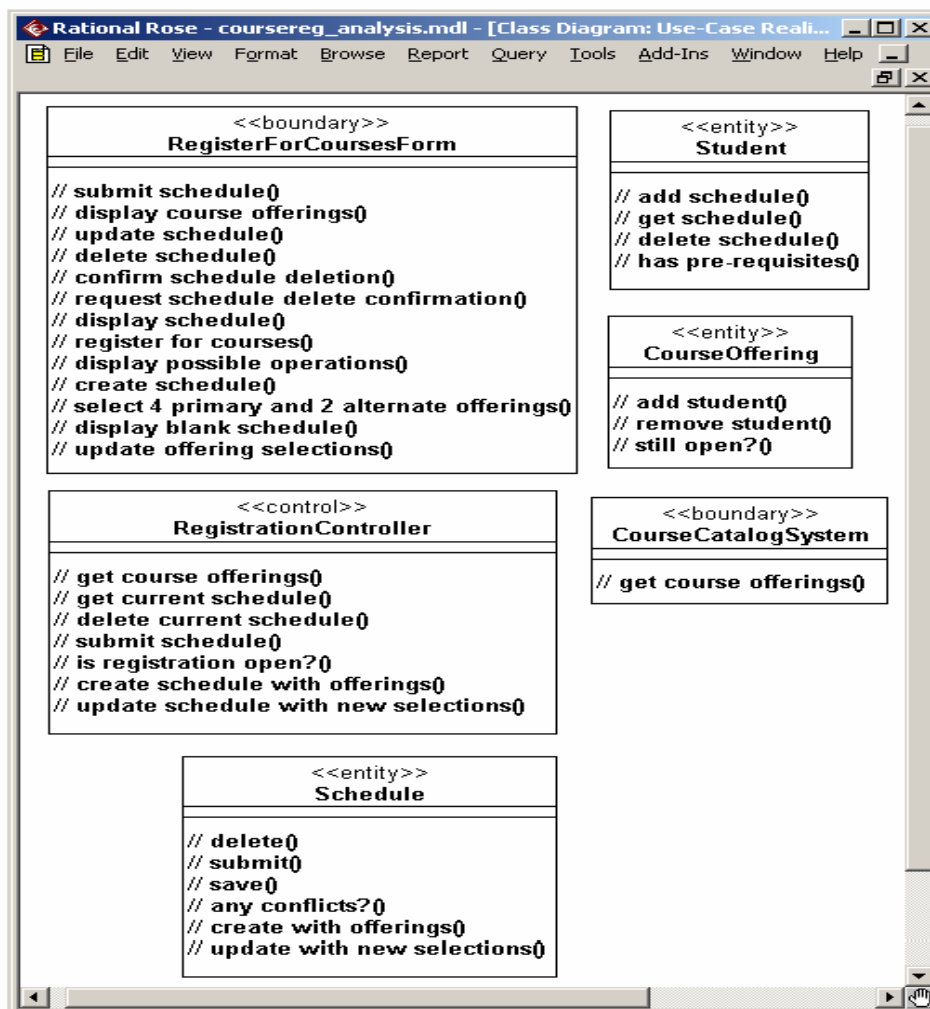 Rational Rose - coursereg_analysis.mdl - [Class Diagram: Use-Case Reali...
File Edit View Format Browse Report Query Tools Add-Ins Window Help
<<boundary>>
RegisterForCoursesForm
// submit schedule()
// display course offerings()
// update schedule()
// delete schedule()
// confirm schedule deletion()
// request schedule delete confirmation()
// display schedule()
// register for courses()
// display possible operations()
// create schedule()
// select 4 primary and 2 alternate offerings()
// display blank schedule()
// update offering selections()
<<entity>>
Student
// add schedule()
// get schedule()
// delete schedule()
// has pre-requisites()
<<entity>>
CourseOffering
// add student()
// remove student()
// still open?()
<<control>>
RegistrationController
// get course offerings()
// get current schedule()
// delete current schedule()
// submit schedule()
// is registration open?()
// create schedule with offerings()
// update schedule with new selections()
<<boundary>>
CourseCatalogSystem
// get course offerings()
<<entity>>
Schedule
// delete()
// submit()
// save()
// any conflicts?()
// create with offerings()
// update with new selections()